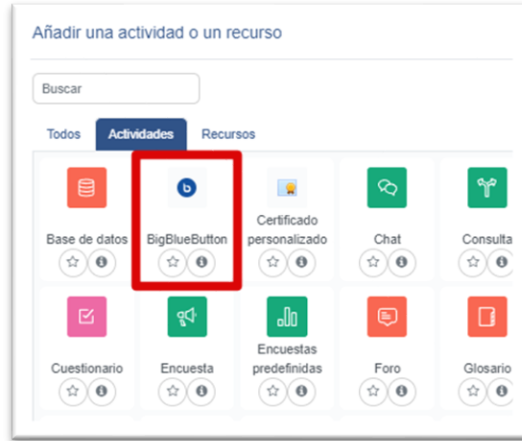 Añadir una actividad o un recurso
Buscar
Todos Actividades Recursos
Base de datos
BigBlueButton
Certificado
personalizado
Chat
Consulta
Cuestionario
Encuesta
Encuestas
predefinidas
Foro
Glosario